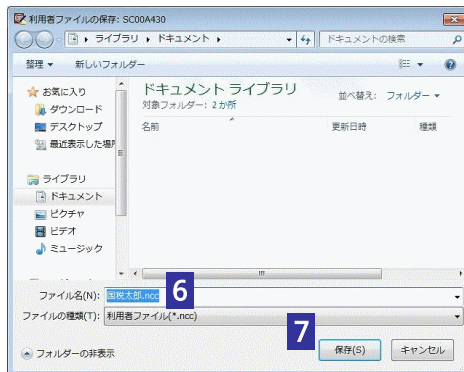 利用者ファイルの保存: SC00A430
ライブラリ ▸ ドキュメント ▸
ドキュメントの検索
整理 ▼ 新しいフォルダー
お気に入り
ダウンロード
デスクトップ
最近表示した場所
ライブラリ
ドキュメント
ピクチャ
ビデオ
ミュージック
ドキュメント ライブラリ
対象フォルダー: 2 か所
並べ替え: フォルダー ▼
名前 更新日時 種類
ファイル名(N): 国税太郎.ncc
6
ファイルの種類(T): 利用者ファイル(*.ncc)
7
フォルダーの非表示
保存(S) キャンセル